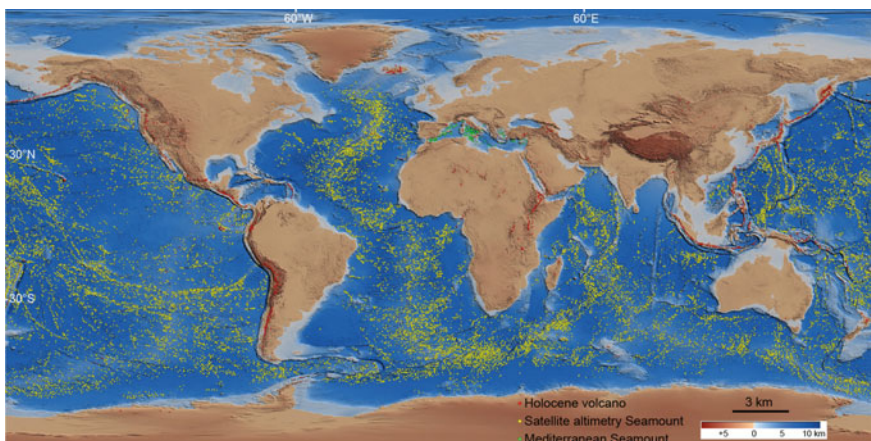 60°W 60°E
30°N
30°S
Holocene volcano 3 km
Satellite altimetry Seamount
+5 0 5 10 km
Mediterranean Seamount